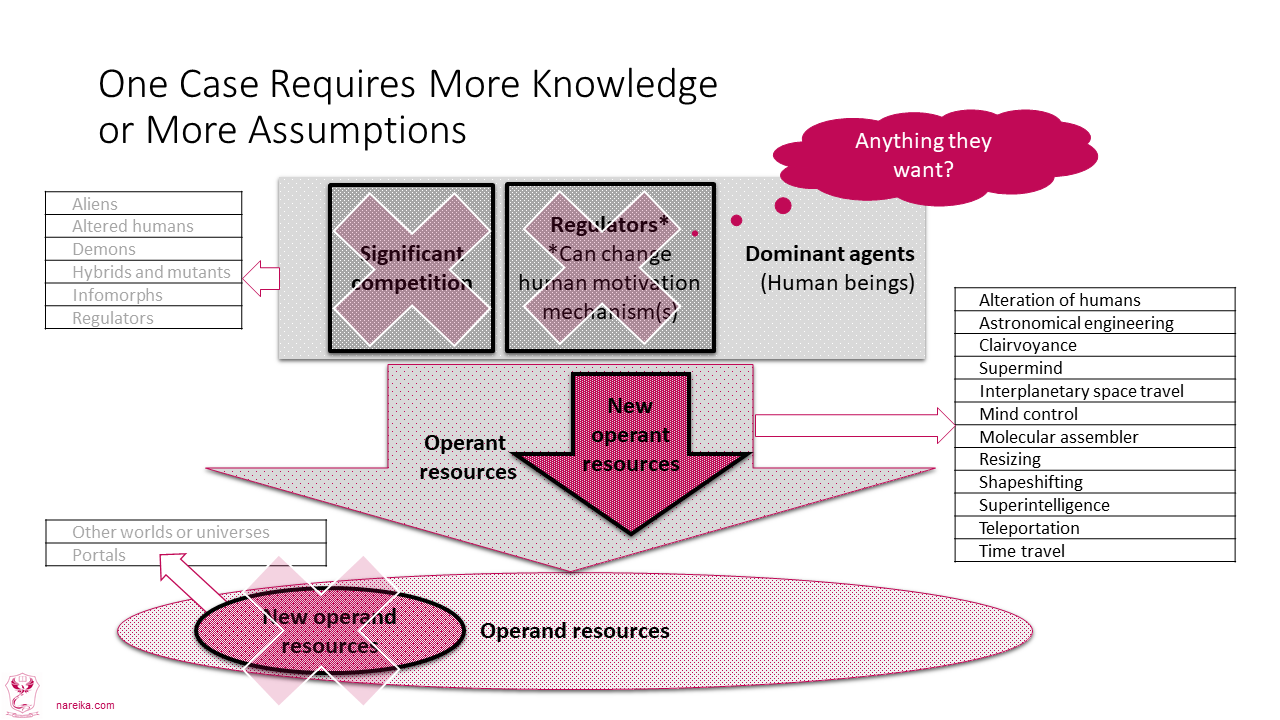 One Case Requires More Knowledge
or More Assumptions
Anything they
want?
Aliens
Altered humans
Demons
Hybrids and mutants
Infomorphs
Regulators
Significant
competition
Regulators*
*Can change
human motivation
mechanism(s)
Dominant agents
(Human beings)
Alteration of humans
Astronomical engineering
Clairvoyance
Supermind
Interplanetary space travel
Mind control
Molecular assembler
Resizing
Shapeshifting
Superintelligence
Teleportation
Time travel
Operant
resources
New
operant
resources
Other worlds or universes
Portals
New operand
resources
Operand resources
nareika.com